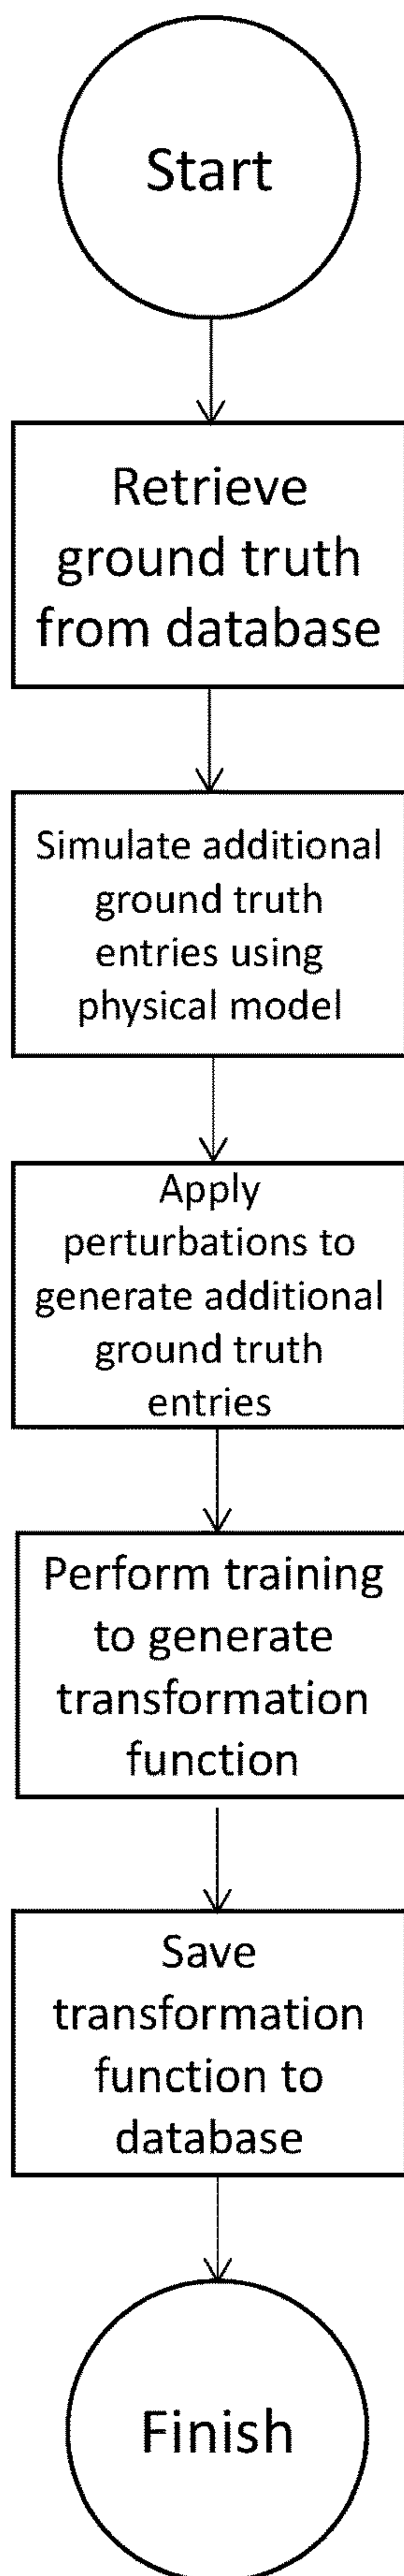 Start
Retrieve
ground truth
from database
Simulate additional
ground truth
entries using
physical model
Apply
perturbations to
generate additional
ground truth
entries
Perform training
to generate
transformation
function
Save
transformation
function to
database
Finish